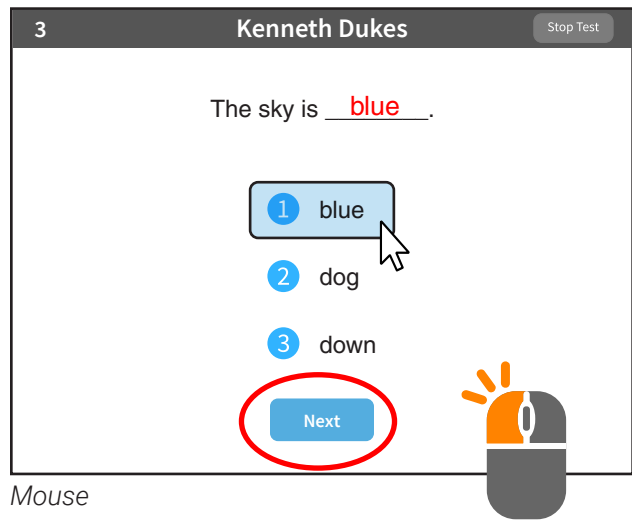 3 Kenneth Dukes Stop Test
The sky is blue.
1 blue
2 dog
3 down
Next
Mouse